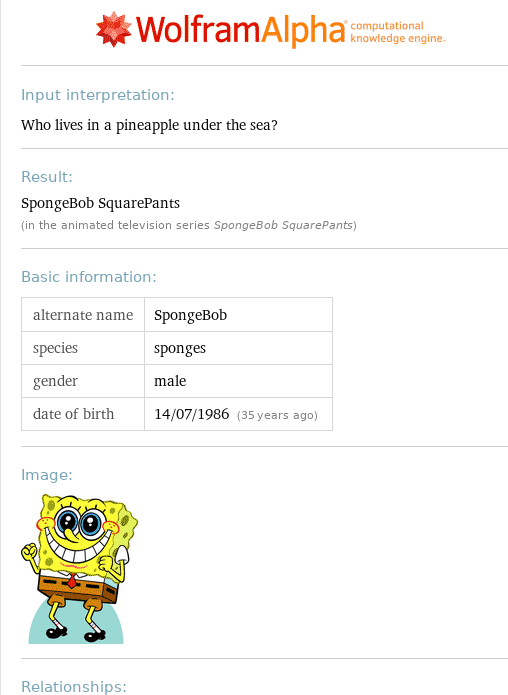 WolframAlpha computational
knowledge engine.
Input interpretation:
Who lives in a pineapple under the sea?
Result:
SpongeBob SquarePants
(in the animated television series SpongeBob SquarePants)
Basic information:
alternate name SpongeBob
species sponges
gender male
date of birth 14/07/1986 (35 years ago)
Image:
Relationships: